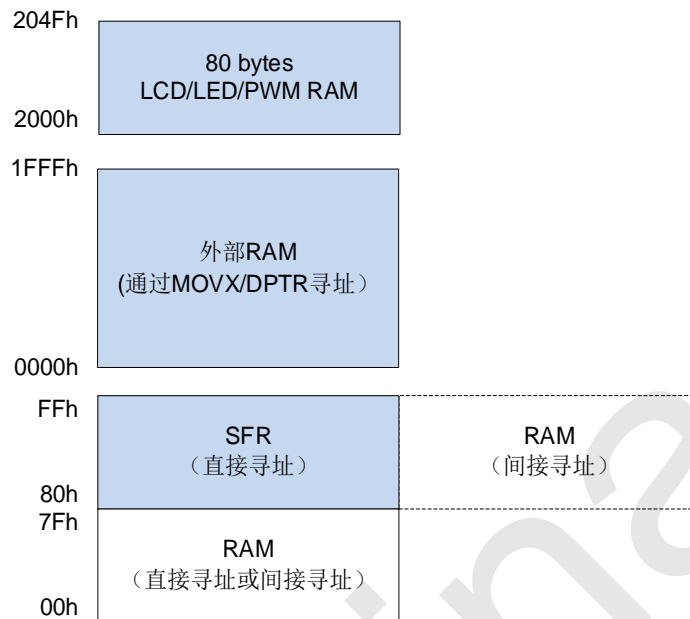 204Fh
80 bytes
LCD/LED/PWM RAM
2000h
1FFFh
外部RAM
(通过MOVX/DPTR寻址）
0000h
FFh
SFR
（直接寻址）
RAM
（间接寻址）
80h
7Fh
RAM
（直接寻址或间接寻址）
00h